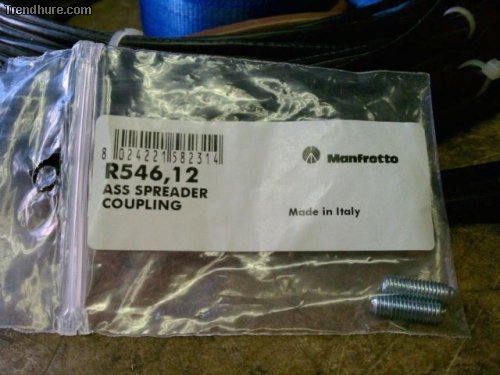 Trendhure.com
8 024221 582314
R546,12
ASS SPREADER
COUPLING
Manfrotto
Made in Italy